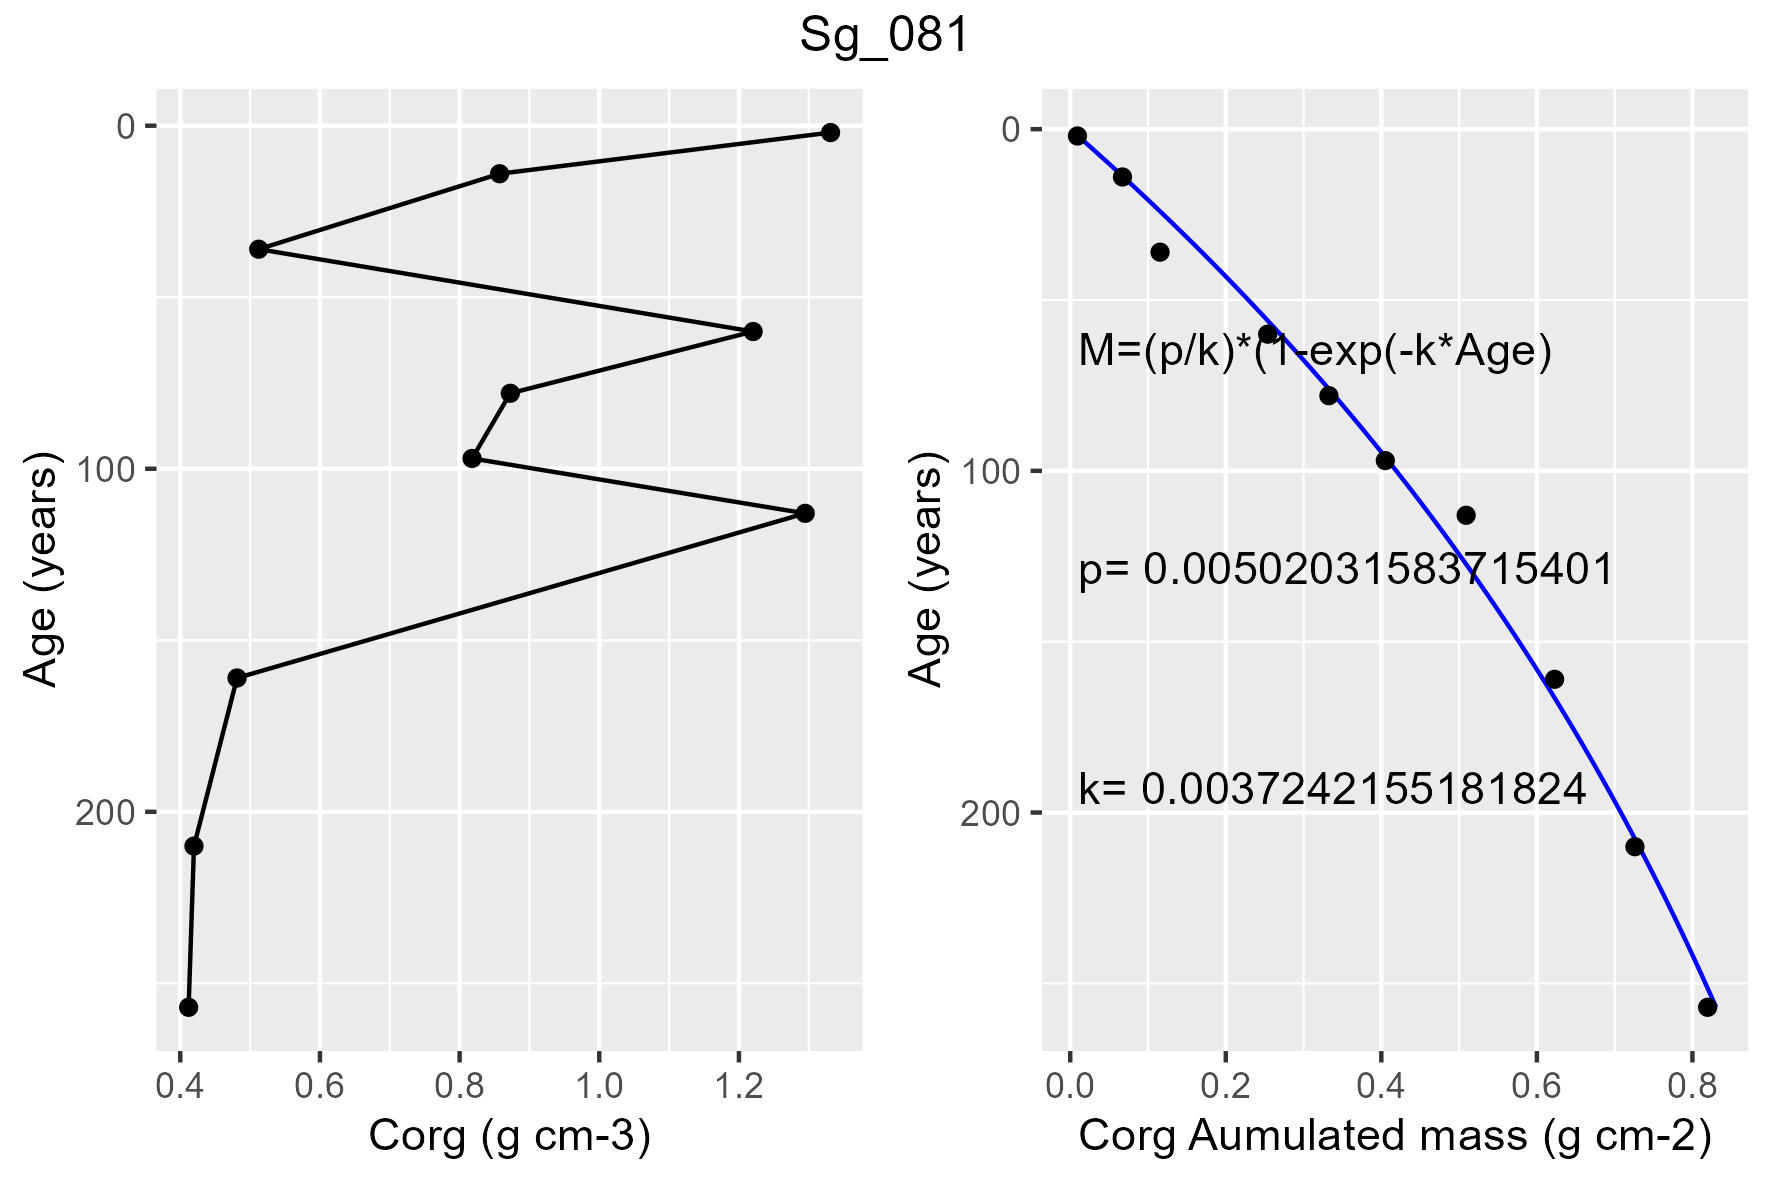 Sg_081
0
100
200
Age (years)
0.4 0.6 0.8 1.0 1.2
Corg (g cm-3)
0
100
200
Age (years)
M=(p/k)*(1-exp(-k*Age)
p= 0.00502031583715401
k= 0.0037242155181824
0.0 0.2 0.4 0.6 0.8
Corg Aumulated mass (g cm-2)